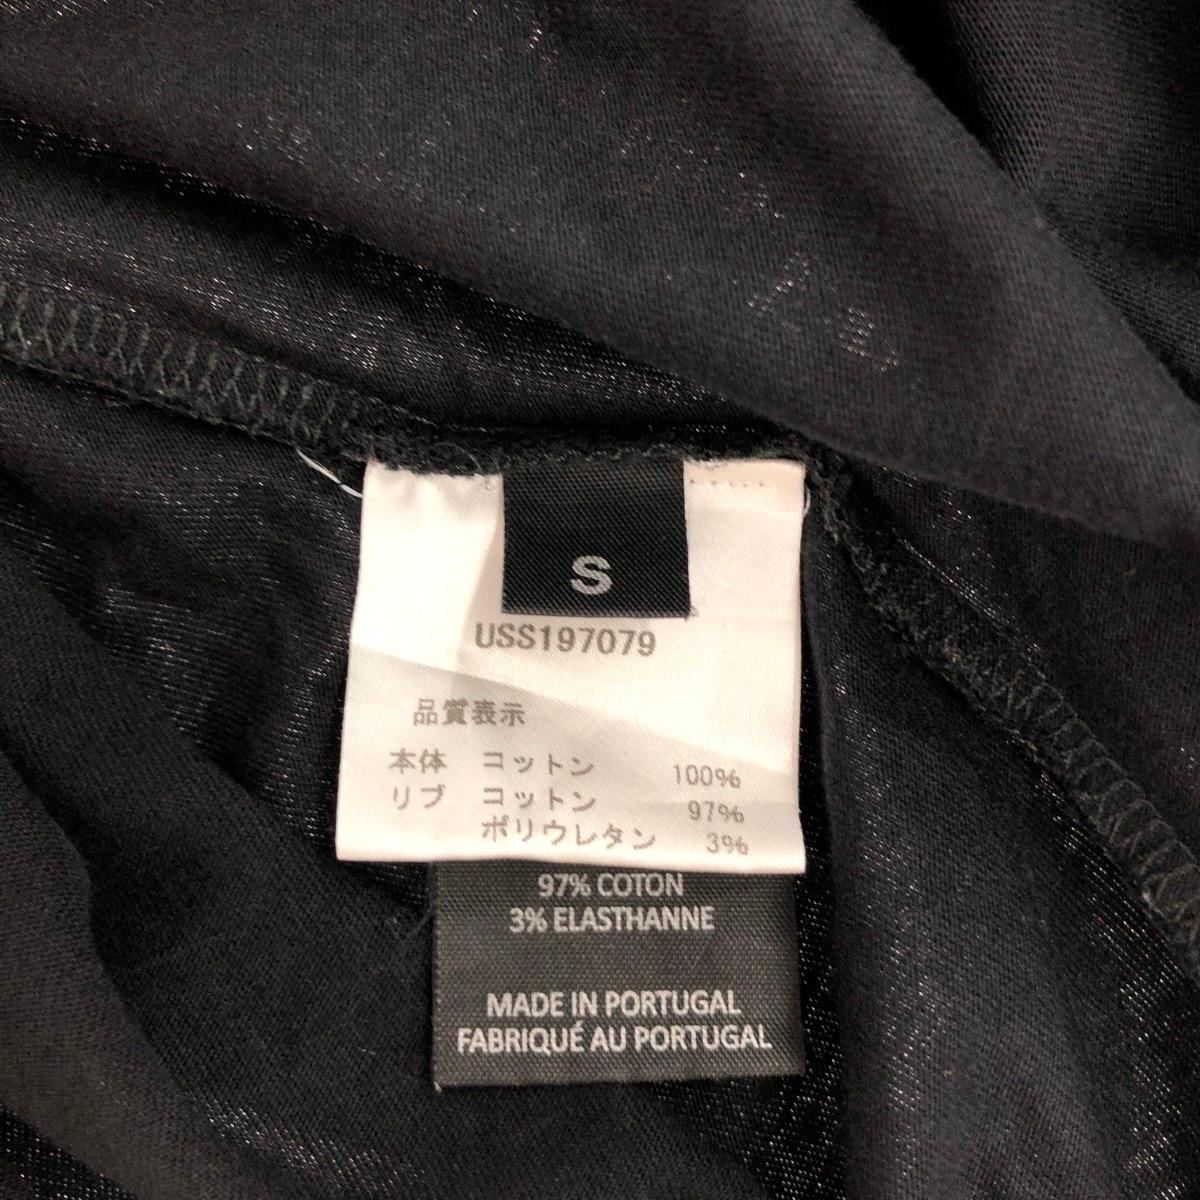 S
USS197079
品質表示
本体 コットン 100%
リブ コットン 97%
ポリウレタン 3%
97% COTON
3% ELASTHANNE
MADE IN PORTUGAL
FABRIQUÉ AU PORTUGAL